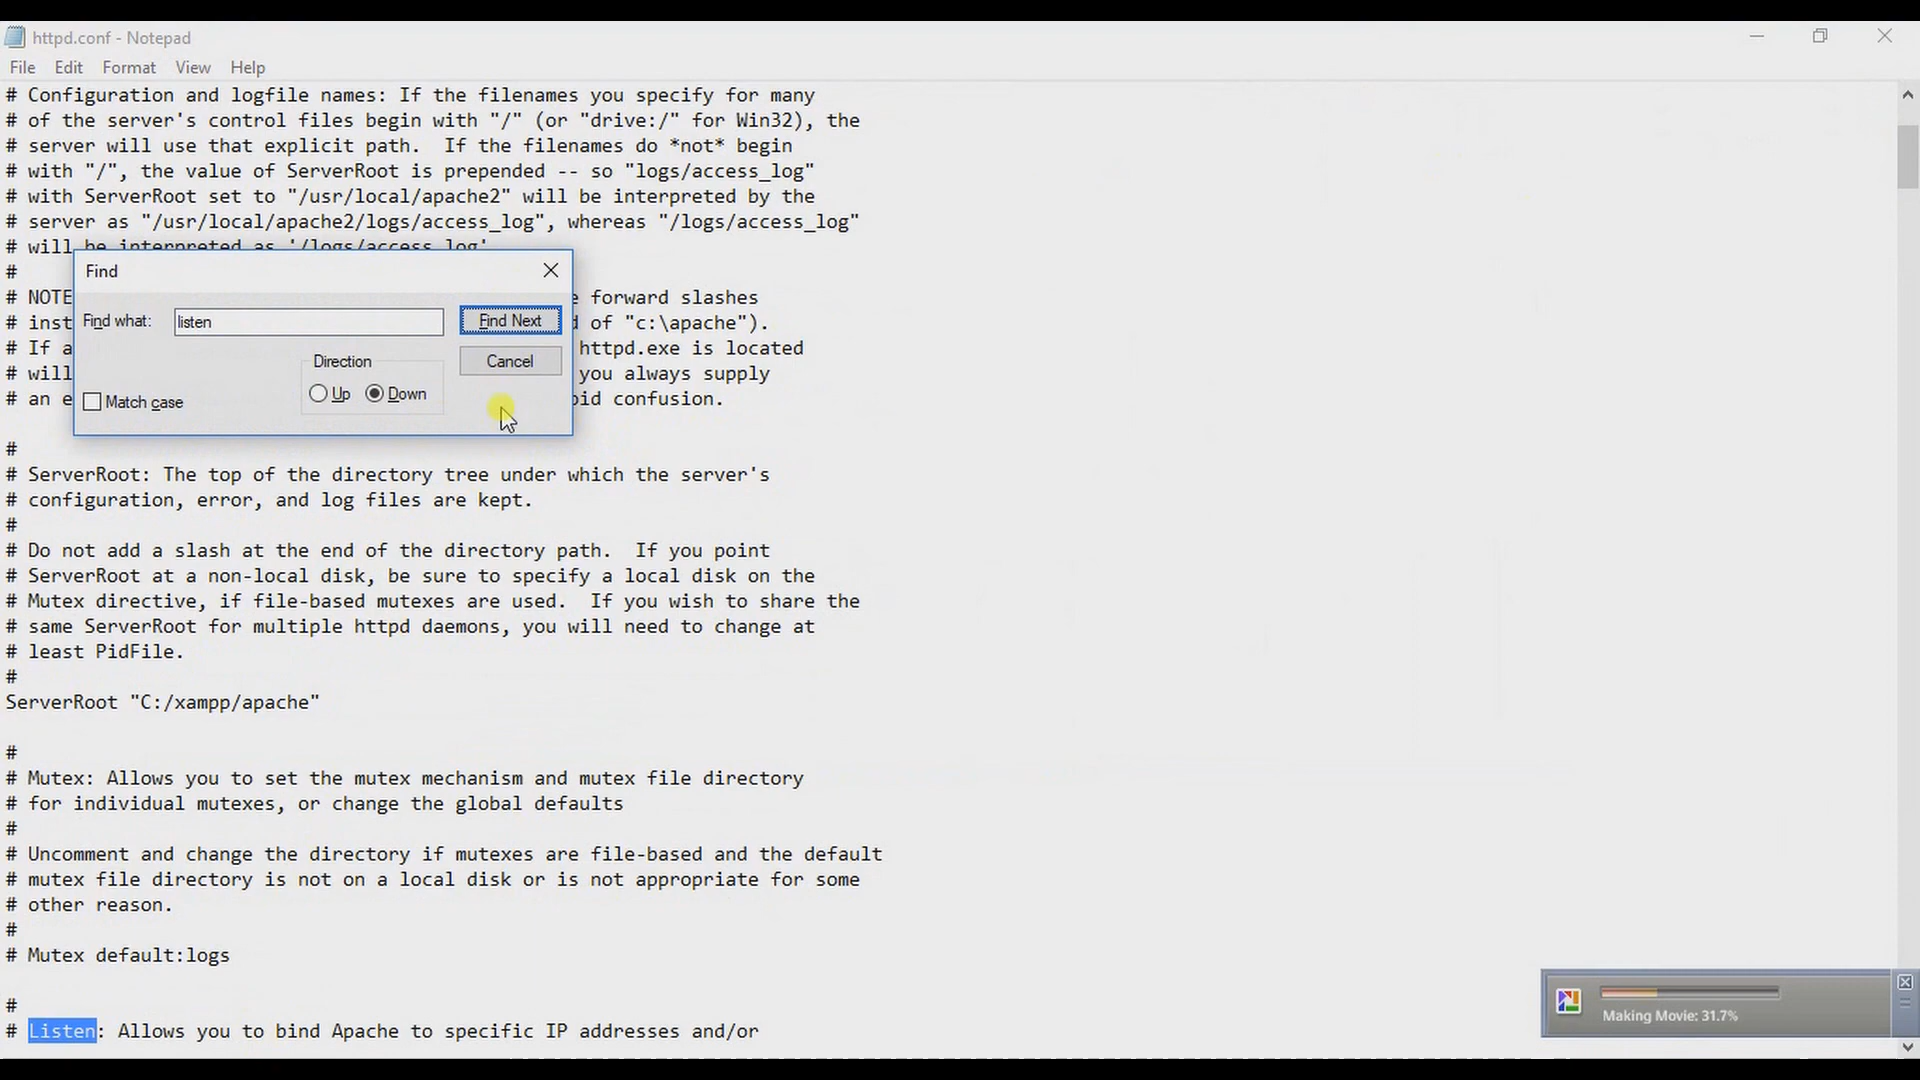 httpd.conf - Notepad
File Edit Format View Help
# Configuration and logfile names: If the filenames you specify for many
# of the server's control files begin with "/" (or "drive:/" for Win32), the
# server will use that explicit path.  If the filenames do *not* begin
# with "/", the value of ServerRoot is prepended -- so "logs/access_log"
# with ServerRoot set to "/usr/local/apache2" will be interpreted by the
# server as "/usr/local/apache2/logs/access_log", whereas "/logs/access_log"
# will be interpreted as '/logs/access_log'
#
# NOTE forward slashes
# inst of "c:\apache").
# If a httpd.exe is located
# will you always supply
# an confusion.
Find
Find what: listen Find Next
Direction Cancel
Up Down
Match case
#
# ServerRoot: The top of the directory tree under which the server's
# configuration, error, and log files are kept.
#
# Do not add a slash at the end of the directory path.  If you point
# ServerRoot at a non-local disk, be sure to specify a local disk on the
# Mutex directive, if file-based mutexes are used.  If you wish to share the
# same ServerRoot for multiple httpd daemons, you will need to change at
# least PidFile.
#
ServerRoot "C:/xampp/apache"
#
# Mutex: Allows you to set the mutex mechanism and mutex file directory
# for individual mutexes, or change the global defaults
#
# Uncomment and change the directory if mutexes are file-based and the default
# mutex file directory is not on a local disk or is not appropriate for some
# other reason.
#
# Mutex default:logs
#
# Listen: Allows you to bind Apache to specific IP addresses and/or
Making Movie: 31.7%